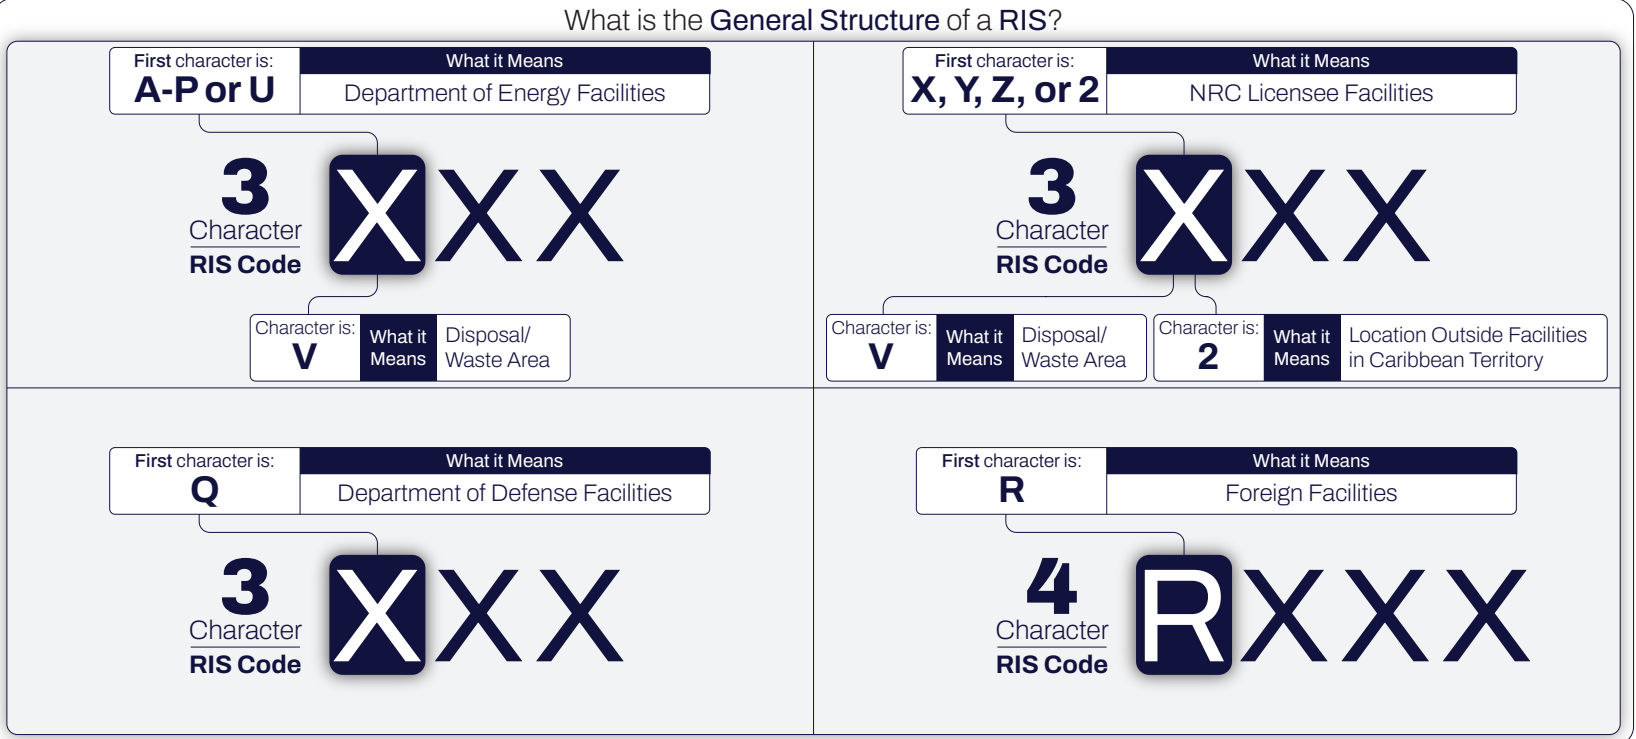 What is the General Structure of a RIS?
First character is:
A-P or U
What it Means
Department of Energy Facilities
3
Character
RIS Code
X X X
Character is:
V
What it
Means
Disposal/
Waste Area
First character is:
X, Y, Z, or 2
What it Means
NRC Licensee Facilities
3
Character
RIS Code
X X X
Character is:
V
What it
Means
Disposal/
Waste Area
Character is:
2
What it
Means
Location Outside Facilities
in Caribbean Territory
First character is:
Q
What it Means
Department of Defense Facilities
3
Character
RIS Code
X X X
First character is:
R
What it Means
Foreign Facilities
4
Character
RIS Code
R X X X